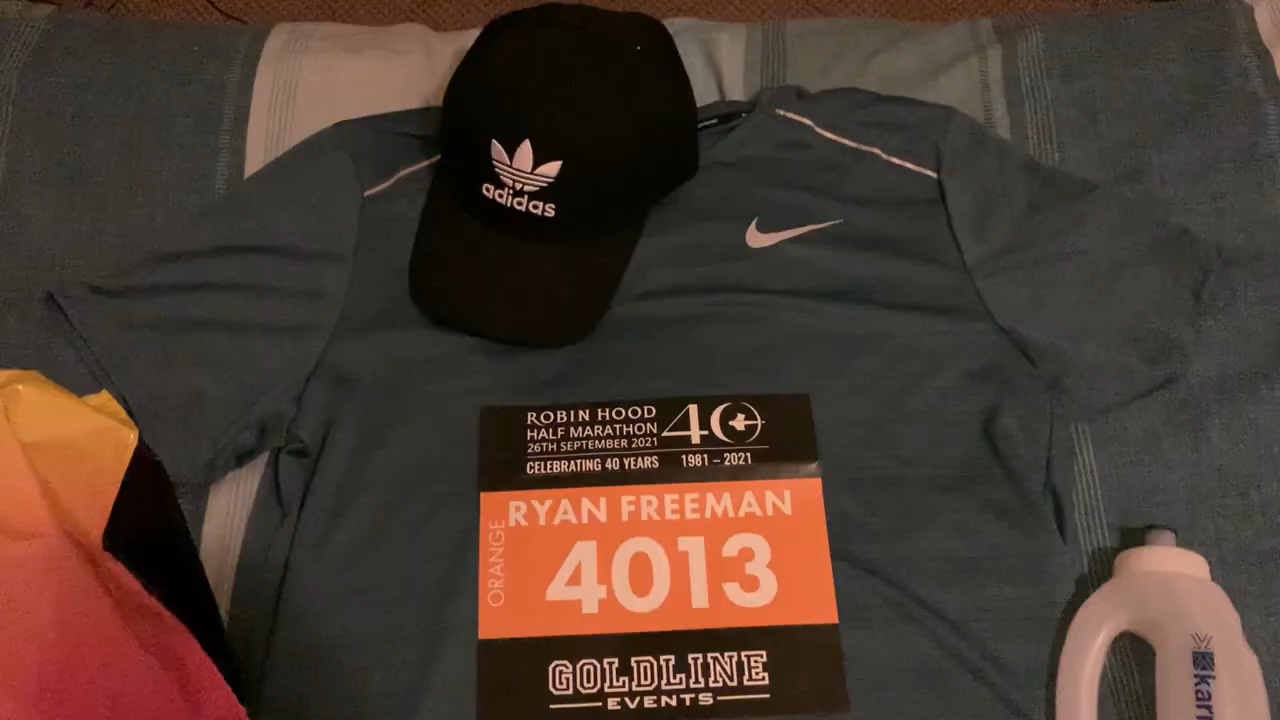 adidas
ROBIN HOOD
HALF MARATHON
26TH SEPTEMBER 2021
40
CELEBRATING 40 YEARS 1981 – 2021
ORANGE
RYAN FREEMAN
4013
GOLDLINE
EVENTS